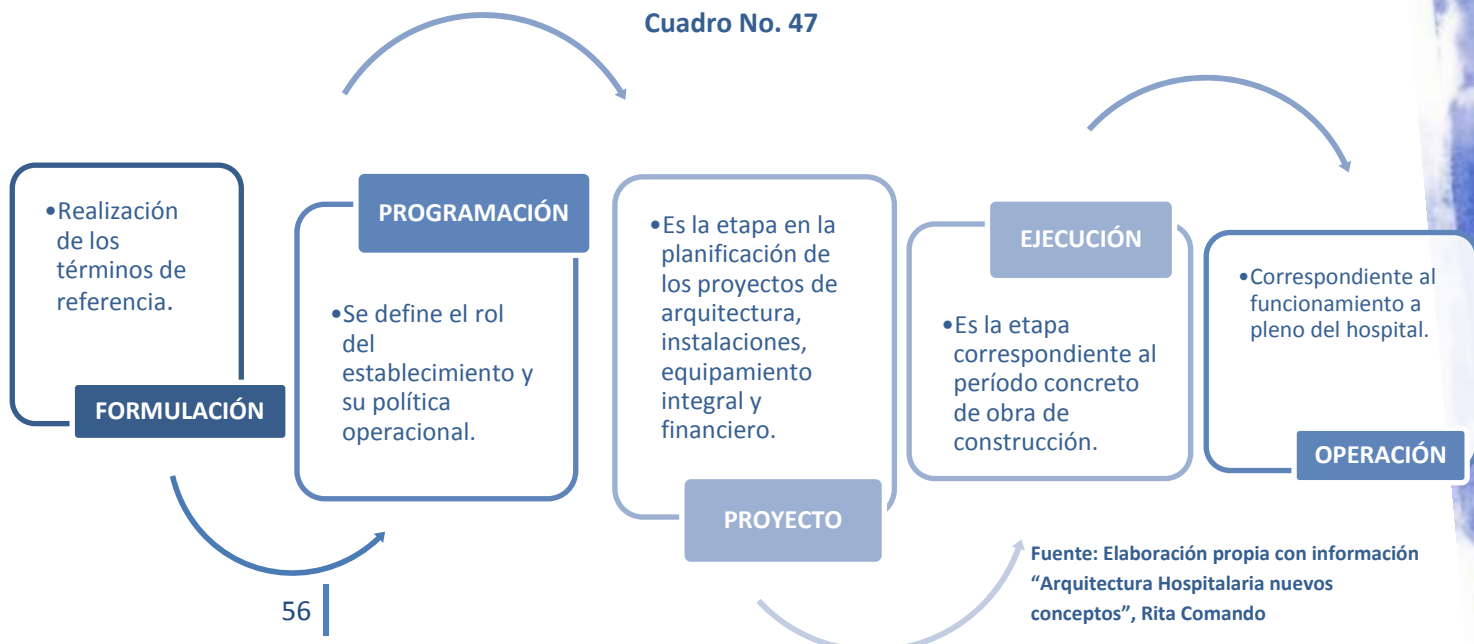 Cuadro No. 47
•Realización
de los
términos de
referencia.
FORMULACIÓN
PROGRAMACIÓN
•Se define el rol
del
establecimiento y
su política
operacional.
•Es la etapa en la
planificación de
los proyectos de
arquitectura,
instalaciones,
equipamiento
integral y
financiero.
PROYECTO
EJECUCIÓN
•Es la etapa
correspondiente al
período concreto
de obra de
construcción.
•Correspondiente al
funcionamiento a
pleno del hospital.
OPERACIÓN
Fuente: Elaboración propia con información
“Arquitectura Hospitalaria nuevos
conceptos”, Rita Comando
56